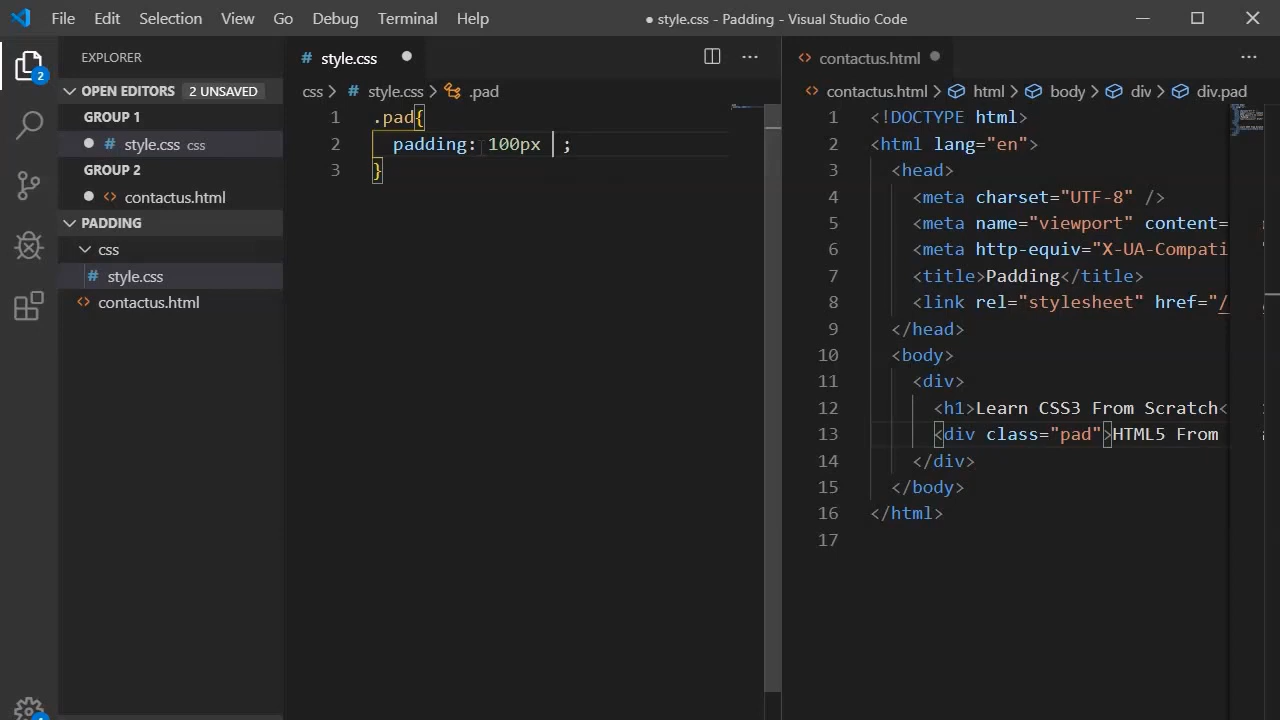 File Edit Selection View Go Debug Terminal Help
● style.css - Padding - Visual Studio Code
EXPLORER
2
OPEN EDITORS 2 UNSAVED
GROUP 1
# style.css css
GROUP 2
<> contactus.html
PADDING
css
# style.css
<> contactus.html
# style.css
css > # style.css > .pad
1 .pad{
2 padding: 100px ;
3 }
<> contactus.html
<> contactus.html > html > body > div > div.pad
1 <!DOCTYPE html>
2 <html lang="en">
3 <head>
4 <meta charset="UTF-8" />
5 <meta name="viewport" content=
6 <meta http-equiv="X-UA-Compati
7 <title>Padding</title>
8 <link rel="stylesheet" href="/
9 </head>
10 <body>
11 <div>
12 <h1>Learn CSS3 From Scratch<
13 <div class="pad">HTML5 From
14 </div>
15 </body>
16 </html>
17